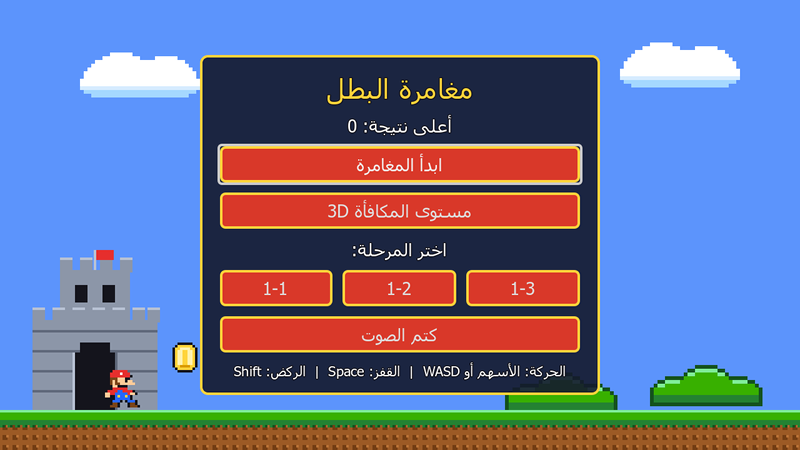 مغامرة البطل
أعلى نتيجة: 0
ابدأ المغامرة
مستوى المكافأة 3D
اختر المرحلة:
1-1 1-2 1-3
كتم الصوت
الحركة: الأسهم أو WASD | القفز: Space | الركض: Shift